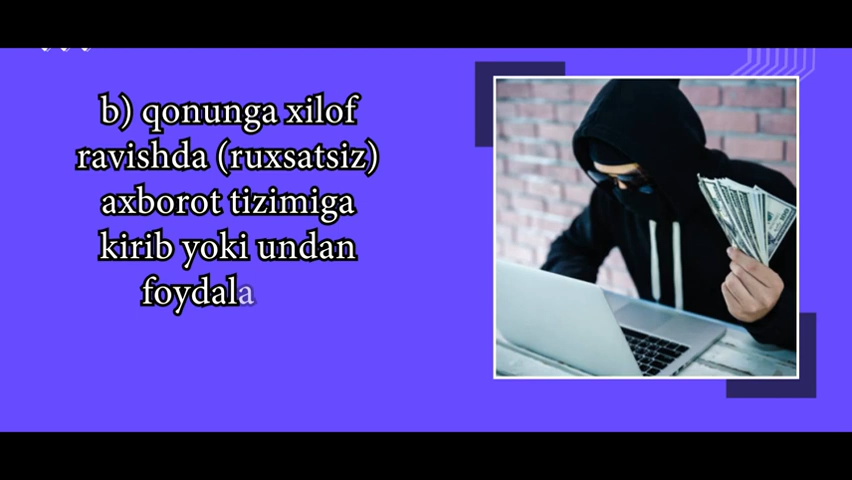 b) qonunga xilof
ravishda (ruxsatsiz)
axborot tizimiga
kirib yoki undan
foydala